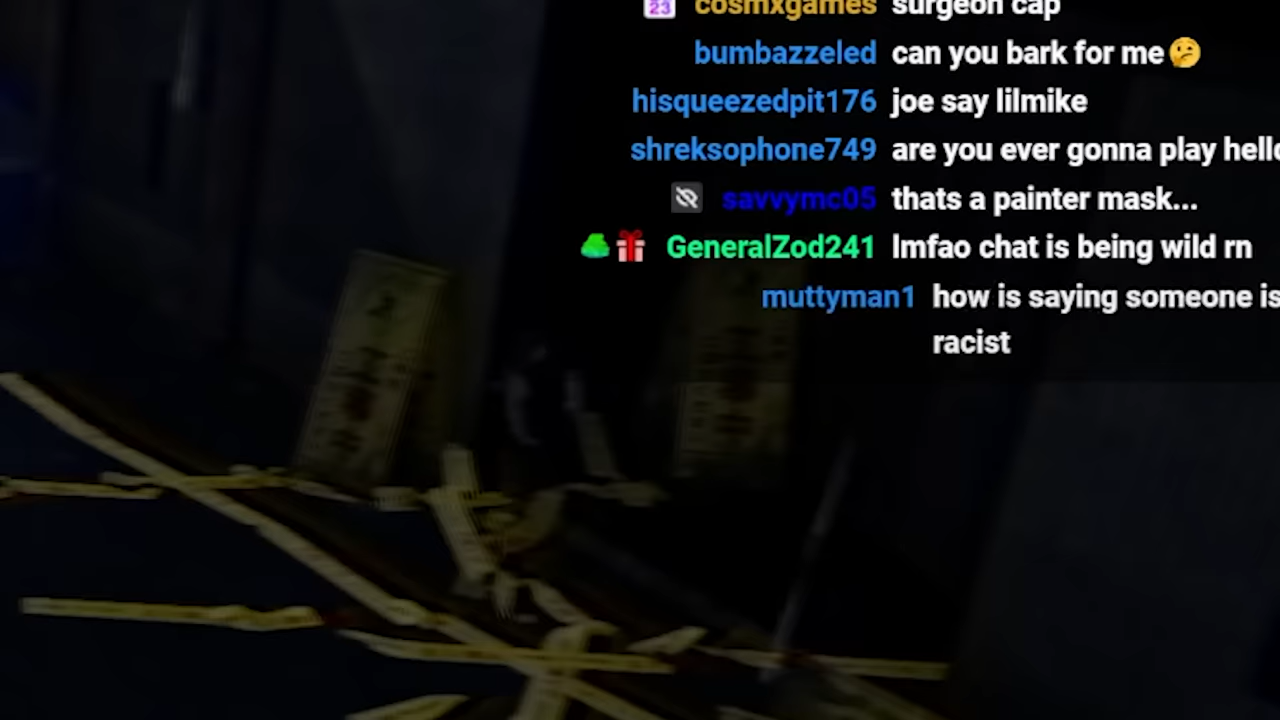 23 cosmxgames surgeon cap
bumbazzeled can you bark for me🤔
hisqueezedpit176 joe say lilmike
shreksophone749 are you ever gonna play hello
savvymc05 thats a painter mask...
GeneralZod241 lmfao chat is being wild rn
muttyman1 how is saying someone is
racist